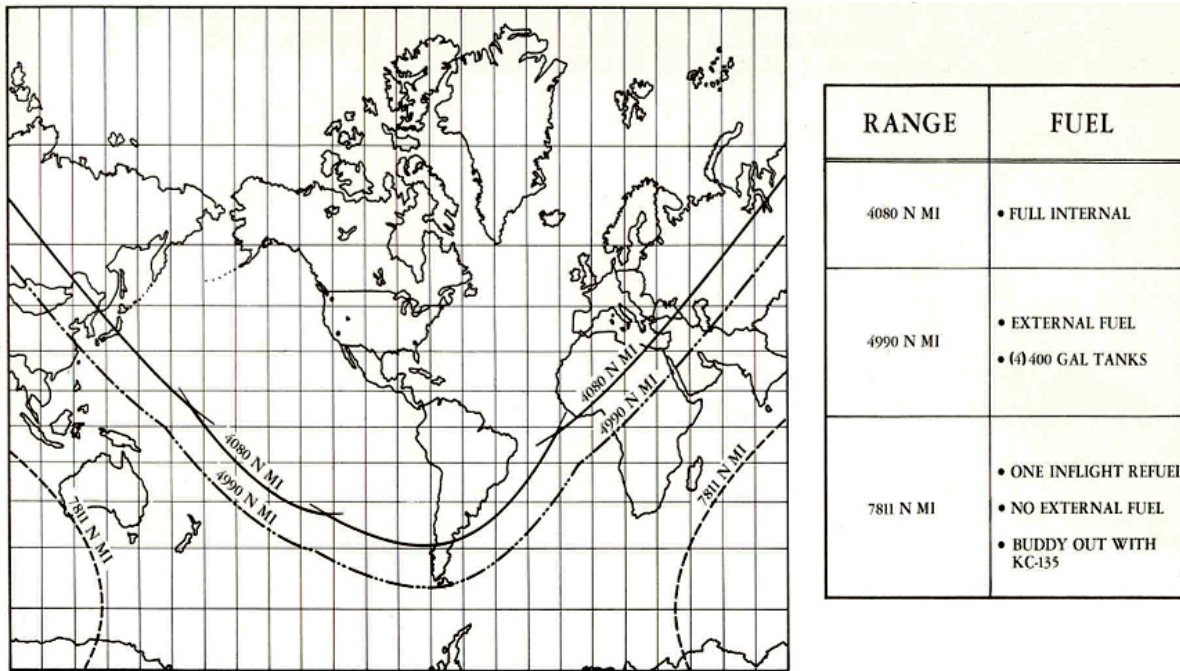 4080 N MI
4990 N MI
7811 N MI
4080 N MI
4990 N MI
7811 N MI
RANGE FUEL
4080 N MI • FULL INTERNAL
4990 N MI • EXTERNAL FUEL
• (4) 400 GAL TANKS
7811 N MI • ONE INFLIGHT REFUEL
• NO EXTERNAL FUEL
• BUDDY OUT WITH
KC-135